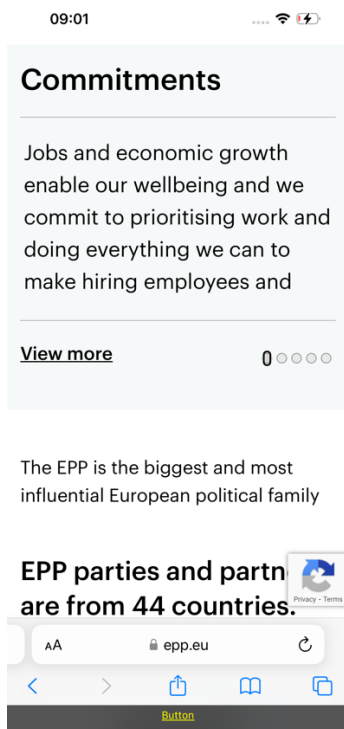 09:01
Commitments
Jobs and economic growth
enable our wellbeing and we
commit to prioritising work and
doing everything we can to
make hiring employees and
View more
0
The EPP is the biggest and most
influential European political family
EPP parties and partn
are from 44 countries.
Privacy - Terms
AA
epp.eu
Button